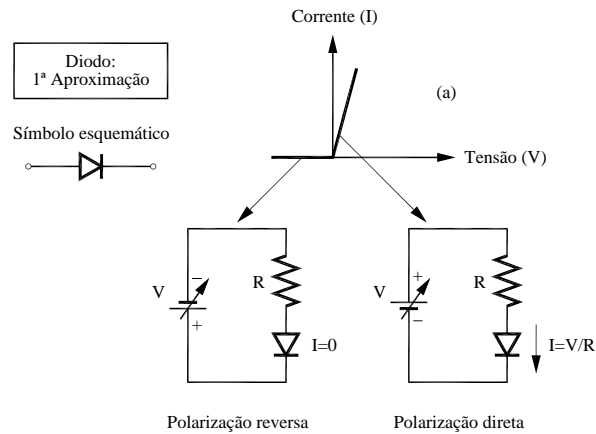 Corrente (I)
Diodo:
1ª Aproximação
(a)
Símbolo esquemático
Tensão (V)
−
V
R
+
I=0
+
V
R
−
I=V/R
Polarização reversa
Polarização direta